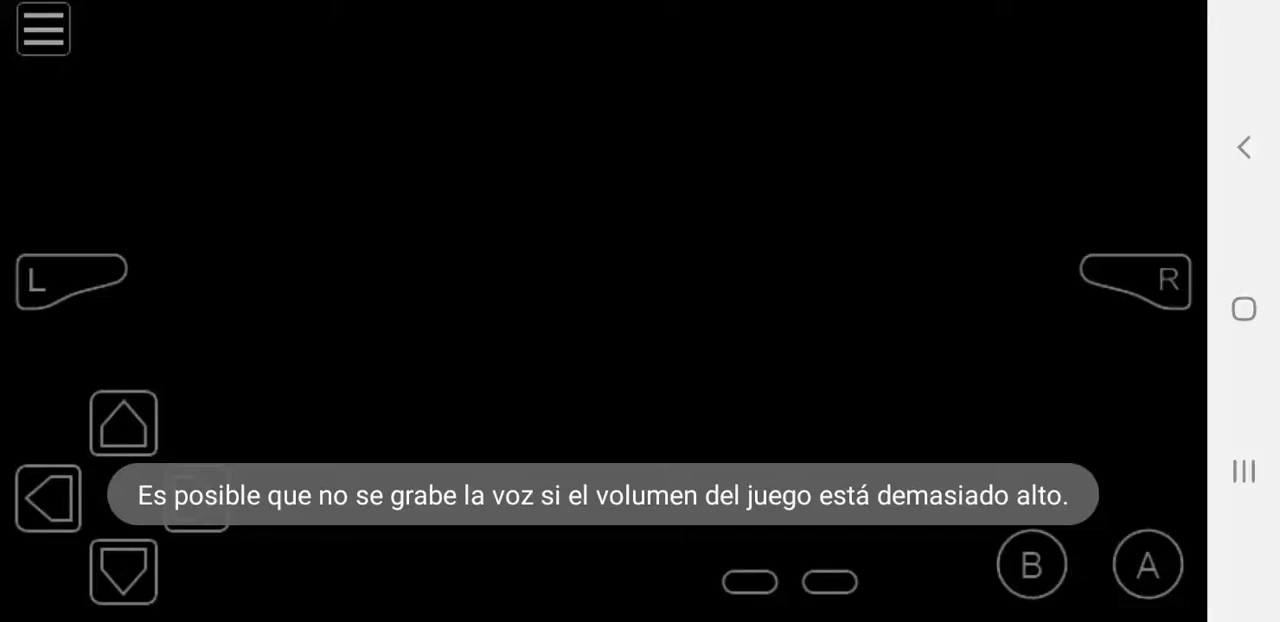 L
R
Es posible que no se grabe la voz si el volumen del juego está demasiado alto.
B
A